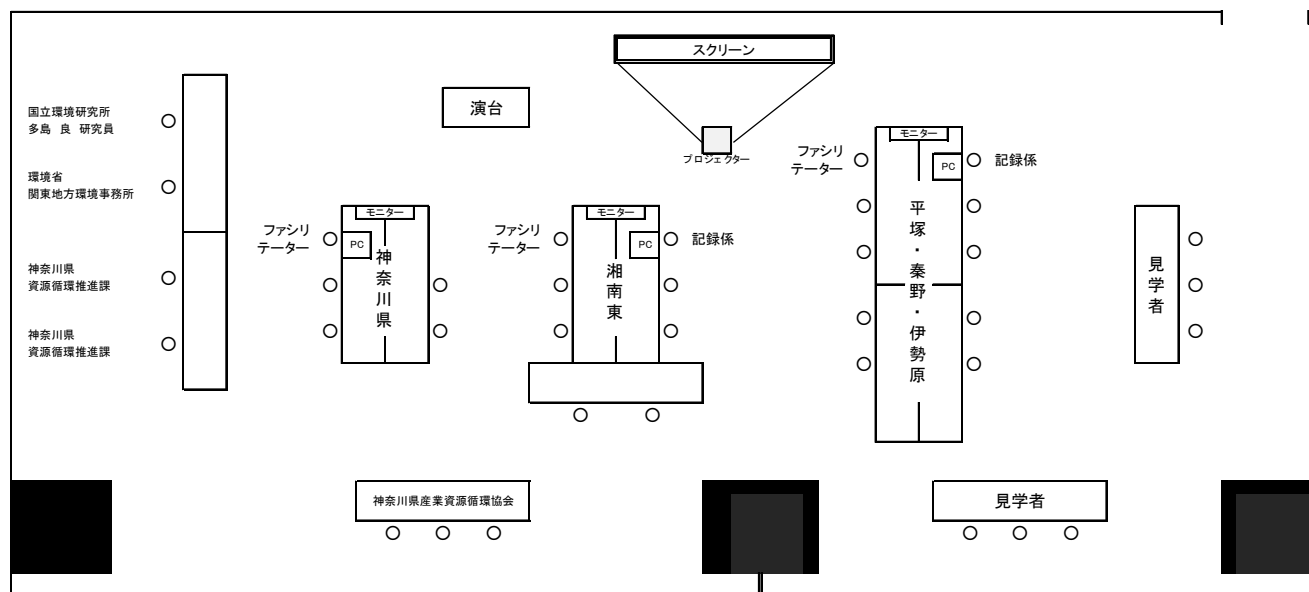 スクリーン
演台
プロジェクター
国立環境研究所
多島 良 研究員
環境省
関東地方環境事務所
神奈川県
資源循環推進課
神奈川県
資源循環推進課
ファシリ
テーター
モニター
PC
神奈川県
ファシリ
テーター
モニター
PC
記録係
湘南東
ファシリ
テーター
モニター
PC
記録係
平塚・秦野・伊勢原
見学者
神奈川県産業資源循環協会
見学者